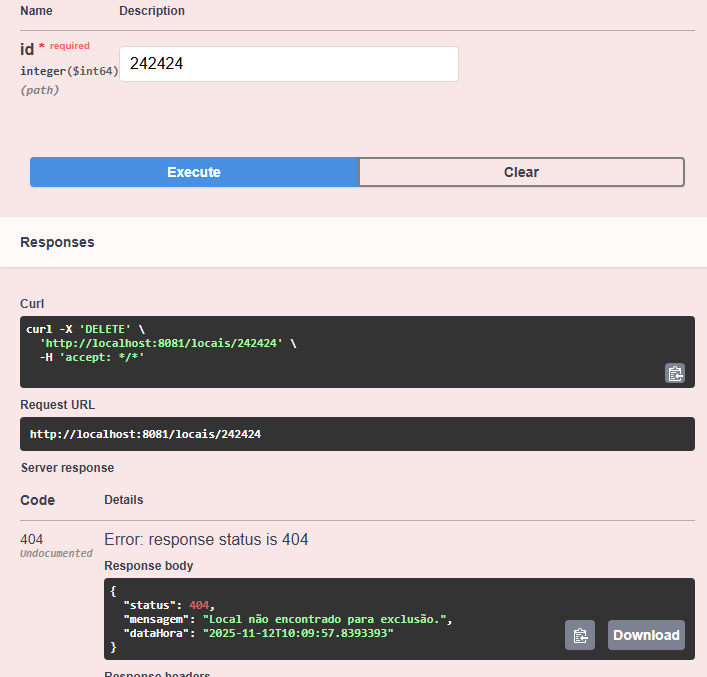 Name Description
id * required
integer($int64)
(path)
242424
Execute Clear
Responses
Curl
curl -X 'DELETE' \
  'http://localhost:8081/locais/242424' \
  -H 'accept: */*'
Request URL
http://localhost:8081/locais/242424
Server response
Code Details
404
Undocumented
Error: response status is 404
Response body
{
  "status": 404,
  "mensagem": "Local não encontrado para exclusão.",
  "dataHora": "2025-11-12T10:09:57.8393393"
}
Download
Response headers